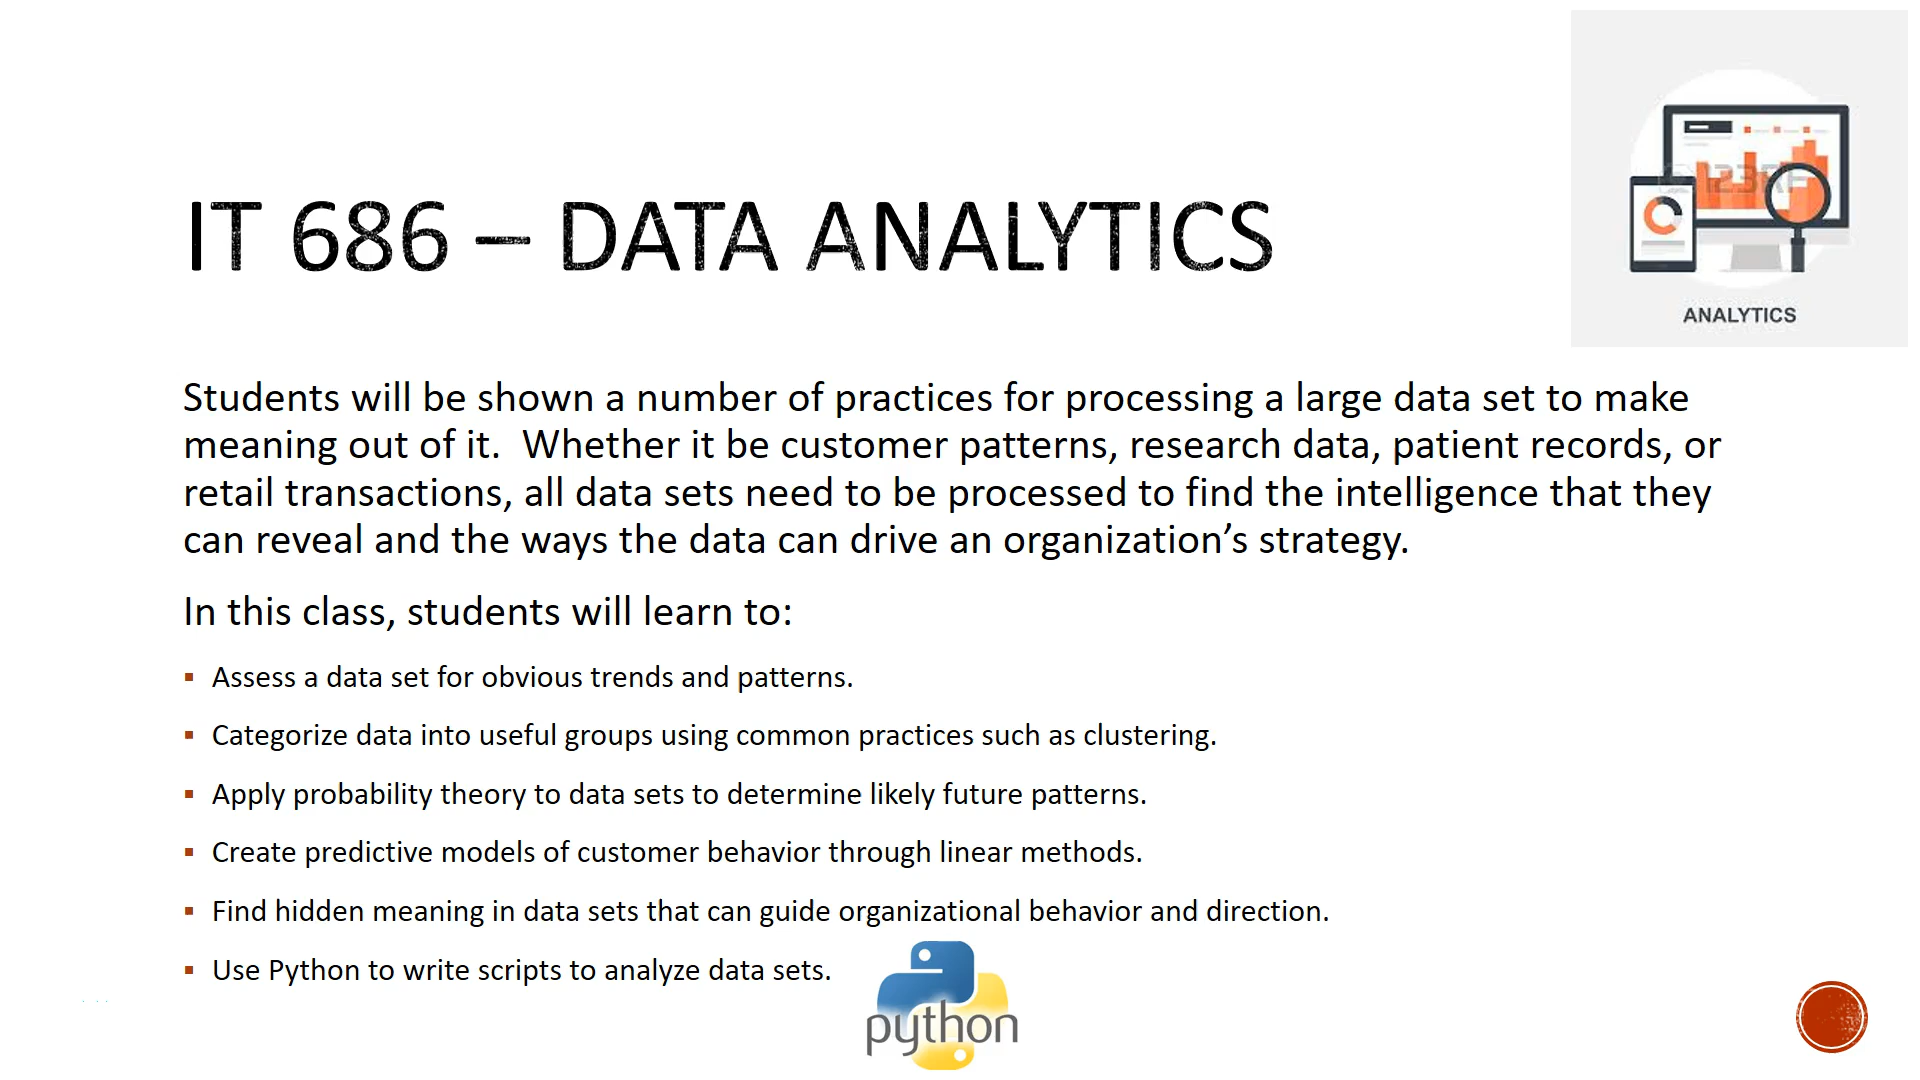 IT 686 – DATA ANALYTICS
123RF
ANALYTICS
Students will be shown a number of practices for processing a large data set to make
meaning out of it.  Whether it be customer patterns, research data, patient records, or
retail transactions, all data sets need to be processed to find the intelligence that they
can reveal and the ways the data can drive an organization’s strategy.
In this class, students will learn to:
▪ Assess a data set for obvious trends and patterns.
▪ Categorize data into useful groups using common practices such as clustering.
▪ Apply probability theory to data sets to determine likely future patterns.
▪ Create predictive models of customer behavior through linear methods.
▪ Find hidden meaning in data sets that can guide organizational behavior and direction.
▪ Use Python to write scripts to analyze data sets.
python